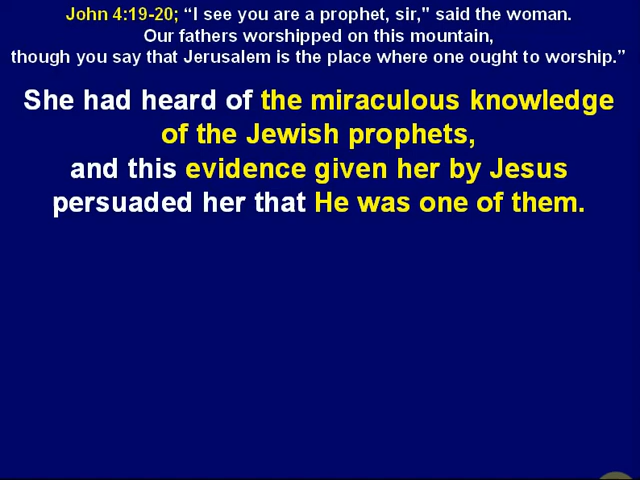 John 4:19-20; “I see you are a prophet, sir," said the woman.
Our fathers worshipped on this mountain,
though you say that Jerusalem is the place where one ought to worship.”
She had heard of the miraculous knowledge
of the Jewish prophets,
and this evidence given her by Jesus
persuaded her that He was one of them.